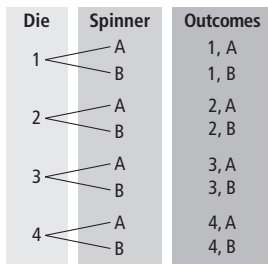 Die Spinner Outcomes
A 1, A
1
B 1, B
A 2, A
2
B 2, B
A 3, A
3
B 3, B
A 4, A
4
B 4, B